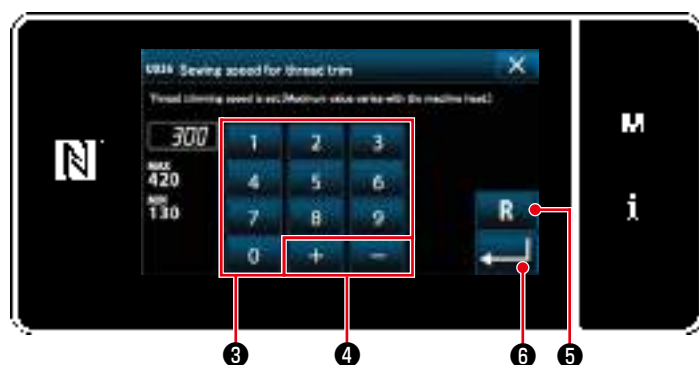 U036 Sewing speed for thread trim
Thread trimming speed is set.(Maximum value varies with the machine head.)
300
MAX
420
MIN
130
1 2 3
4 5 6
7 8 9
0 + −
R
M
i
N
❸ ❹ ❻ ❺